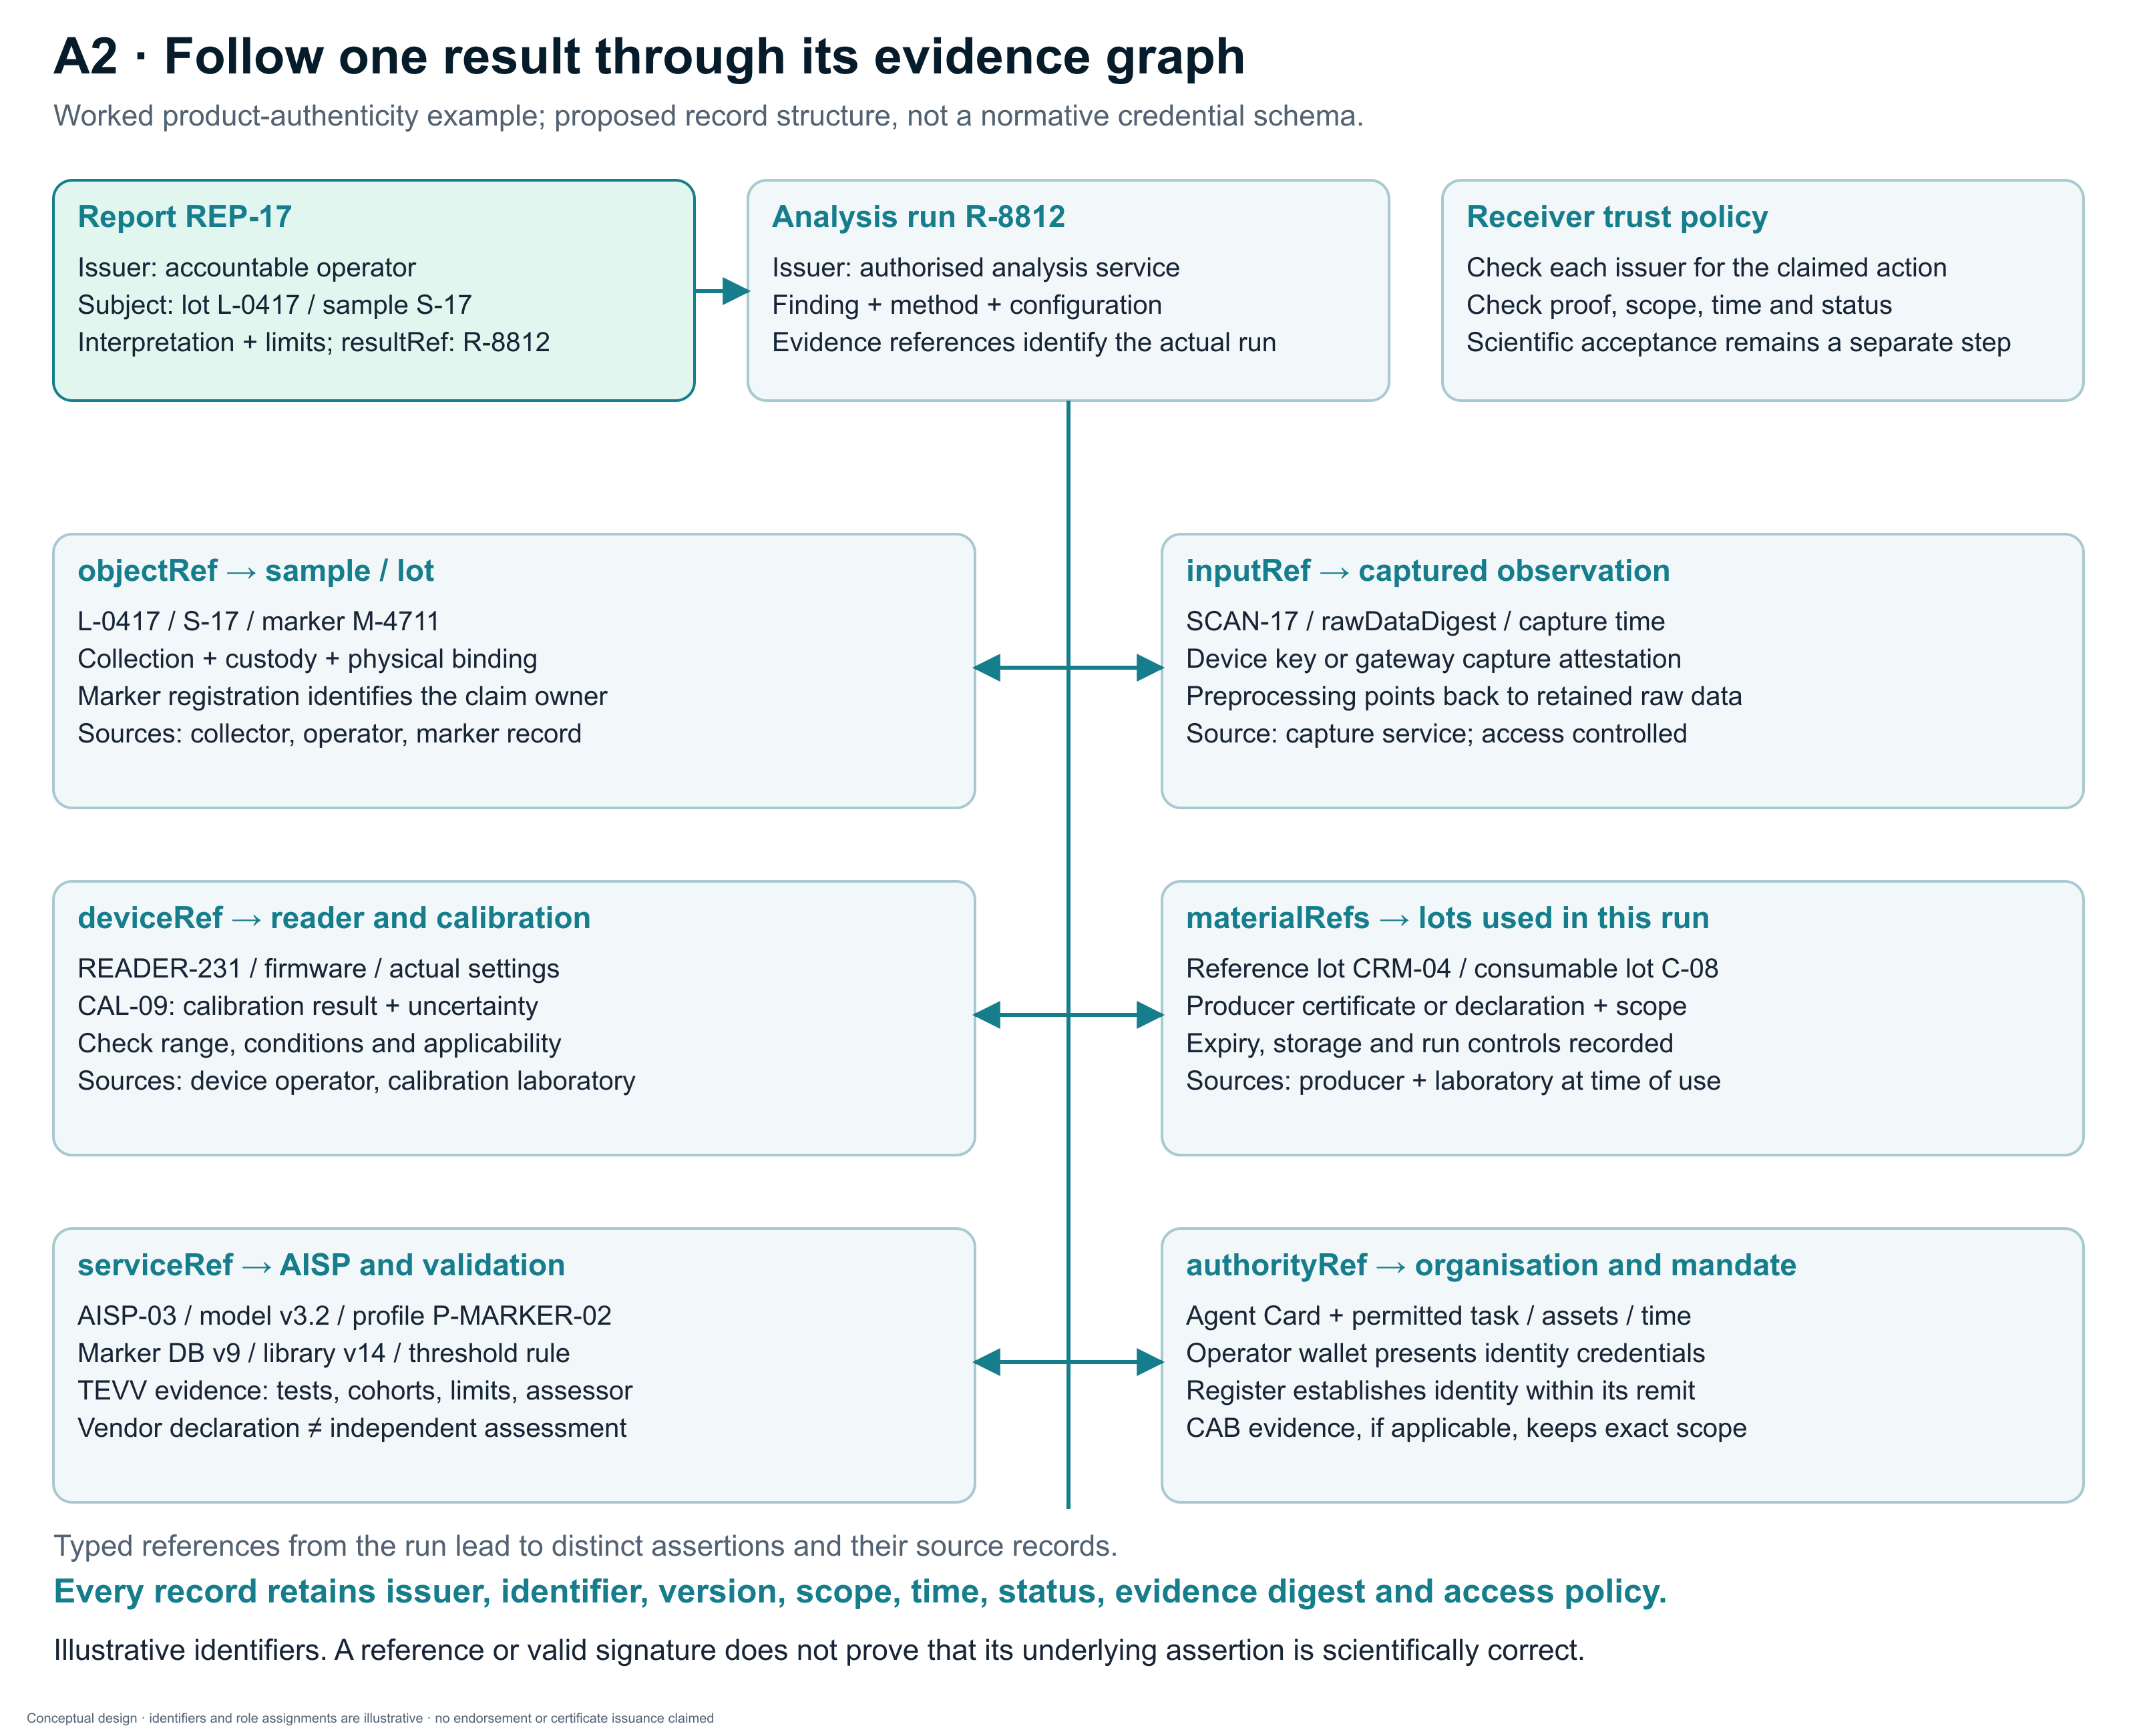 A2 · Follow one result through its evidence graph
Worked product-authenticity example; proposed record structure, not a normative credential schema.
Report REP-17
Issuer: accountable operator
Subject: lot L-0417 / sample S-17
Interpretation + limits; resultRef: R-8812
Analysis run R-8812
Issuer: authorised analysis service
Finding + method + configuration
Evidence references identify the actual run
Receiver trust policy
Check each issuer for the claimed action
Check proof, scope, time and status
Scientific acceptance remains a separate step
objectRef → sample / lot
L-0417 / S-17 / marker M-4711
Collection + custody + physical binding
Marker registration identifies the claim owner
Sources: collector, operator, marker record
inputRef → captured observation
SCAN-17 / rawDataDigest / capture time
Device key or gateway capture attestation
Preprocessing points back to retained raw data
Source: capture service; access controlled
deviceRef → reader and calibration
READER-231 / firmware / actual settings
CAL-09: calibration result + uncertainty
Check range, conditions and applicability
Sources: device operator, calibration laboratory
materialRefs → lots used in this run
Reference lot CRM-04 / consumable lot C-08
Producer certificate or declaration + scope
Expiry, storage and run controls recorded
Sources: producer + laboratory at time of use
serviceRef → AISP and validation
AISP-03 / model v3.2 / profile P-MARKER-02
Marker DB v9 / library v14 / threshold rule
TEVV evidence: tests, cohorts, limits, assessor
Vendor declaration ≠ independent assessment
authorityRef → organisation and mandate
Agent Card + permitted task / assets / time
Operator wallet presents identity credentials
Register establishes identity within its remit
CAB evidence, if applicable, keeps exact scope
Typed references from the run lead to distinct assertions and their source records.
Every record retains issuer, identifier, version, scope, time, status, evidence digest and access policy.
Illustrative identifiers. A reference or valid signature does not prove that its underlying assertion is scientifically correct.
Conceptual design · identifiers and role assignments are illustrative · no endorsement or certificate issuance claimed